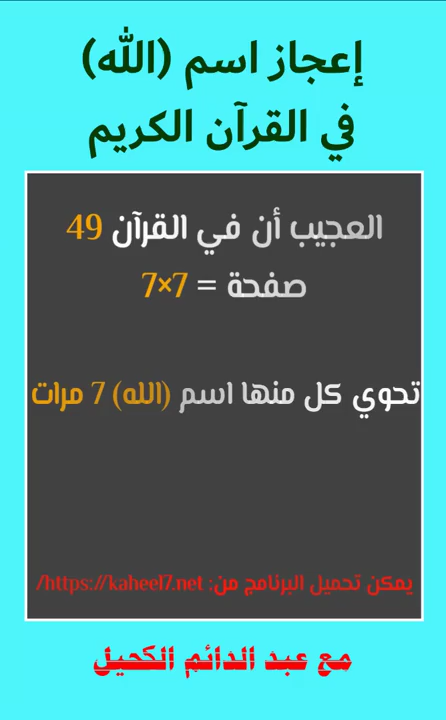 إعجاز اسم (الله)
في القرآن الكريم
العجيب أن في القرآن 49
صفحة = 7×7
تحوي كل منها اسم (الله) 7 مرات
يمكن تحميل البرنامج من: https://kaheel7.net/
مع عبد الدائم الكحيل